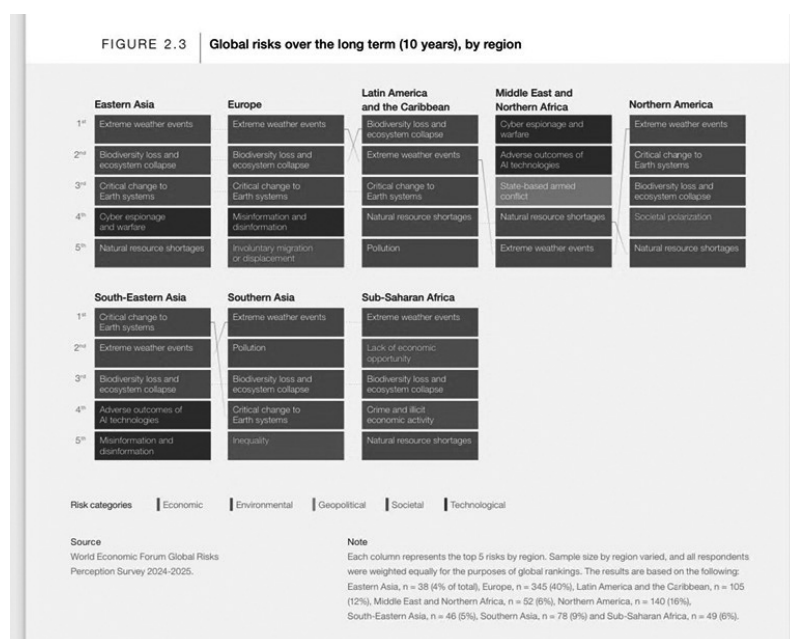 FIGURE 2.3
Global risks over the long term (10 years), by region
Eastern Asia
1st
Extreme weather events
2nd
Biodiversity loss and
ecosystem collapse
3rd
Critical change to
Earth systems
4th
Cyber espionage
and warfare
5th
Natural resource shortages
Europe
Extreme weather events
Biodiversity loss and
ecosystem collapse
Critical change to
Earth systems
Misinformation and
disinformation
Involuntary migration
or displacement
Latin America
and the Caribbean
Biodiversity loss and
ecosystem collapse
Extreme weather events
Critical change to
Earth systems
Natural resource shortages
Pollution
Middle East and
Northern Africa
Cyber espionage and
warfare
Adverse outcomes of
AI technologies
State-based armed
conflict
Natural resource shortages
Extreme weather events
Northern America
Extreme weather events
Critical change to
Earth systems
Biodiversity loss and
ecosystem collapse
Societal polarization
Natural resource shortages
South-Eastern Asia
1st
Critical change to
Earth systems
2nd
Extreme weather events
3rd
Biodiversity loss and
ecosystem collapse
4th
Adverse outcomes of
AI technologies
5th
Misinformation and
disinformation
Southern Asia
Extreme weather events
Pollution
Biodiversity loss and
ecosystem collapse
Critical change to
Earth systems
Inequality
Sub-Saharan Africa
Extreme weather events
Lack of economic
opportunity
Biodiversity loss and
ecosystem collapse
Crime and illicit
economic activity
Natural resource shortages
Risk categories
Economic
Environmental
Geopolitical
Societal
Technological
Source
World Economic Forum Global Risks
Perception Survey 2024-2025.
Note
Each column represents the top 5 risks by region. Sample size by region varied, and all respondents
were weighted equally for the purposes of global rankings. The results are based on the following:
Eastern Asia, n = 38 (4% of total), Europe, n = 345 (40%), Latin America and the Caribbean, n = 105
(12%), Middle East and Northern Africa, n = 52 (6%), Northern America, n = 140 (16%),
South-Eastern Asia, n = 46 (5%), Southern Asia, n = 78 (9%) and Sub-Saharan Africa, n = 49 (6%).